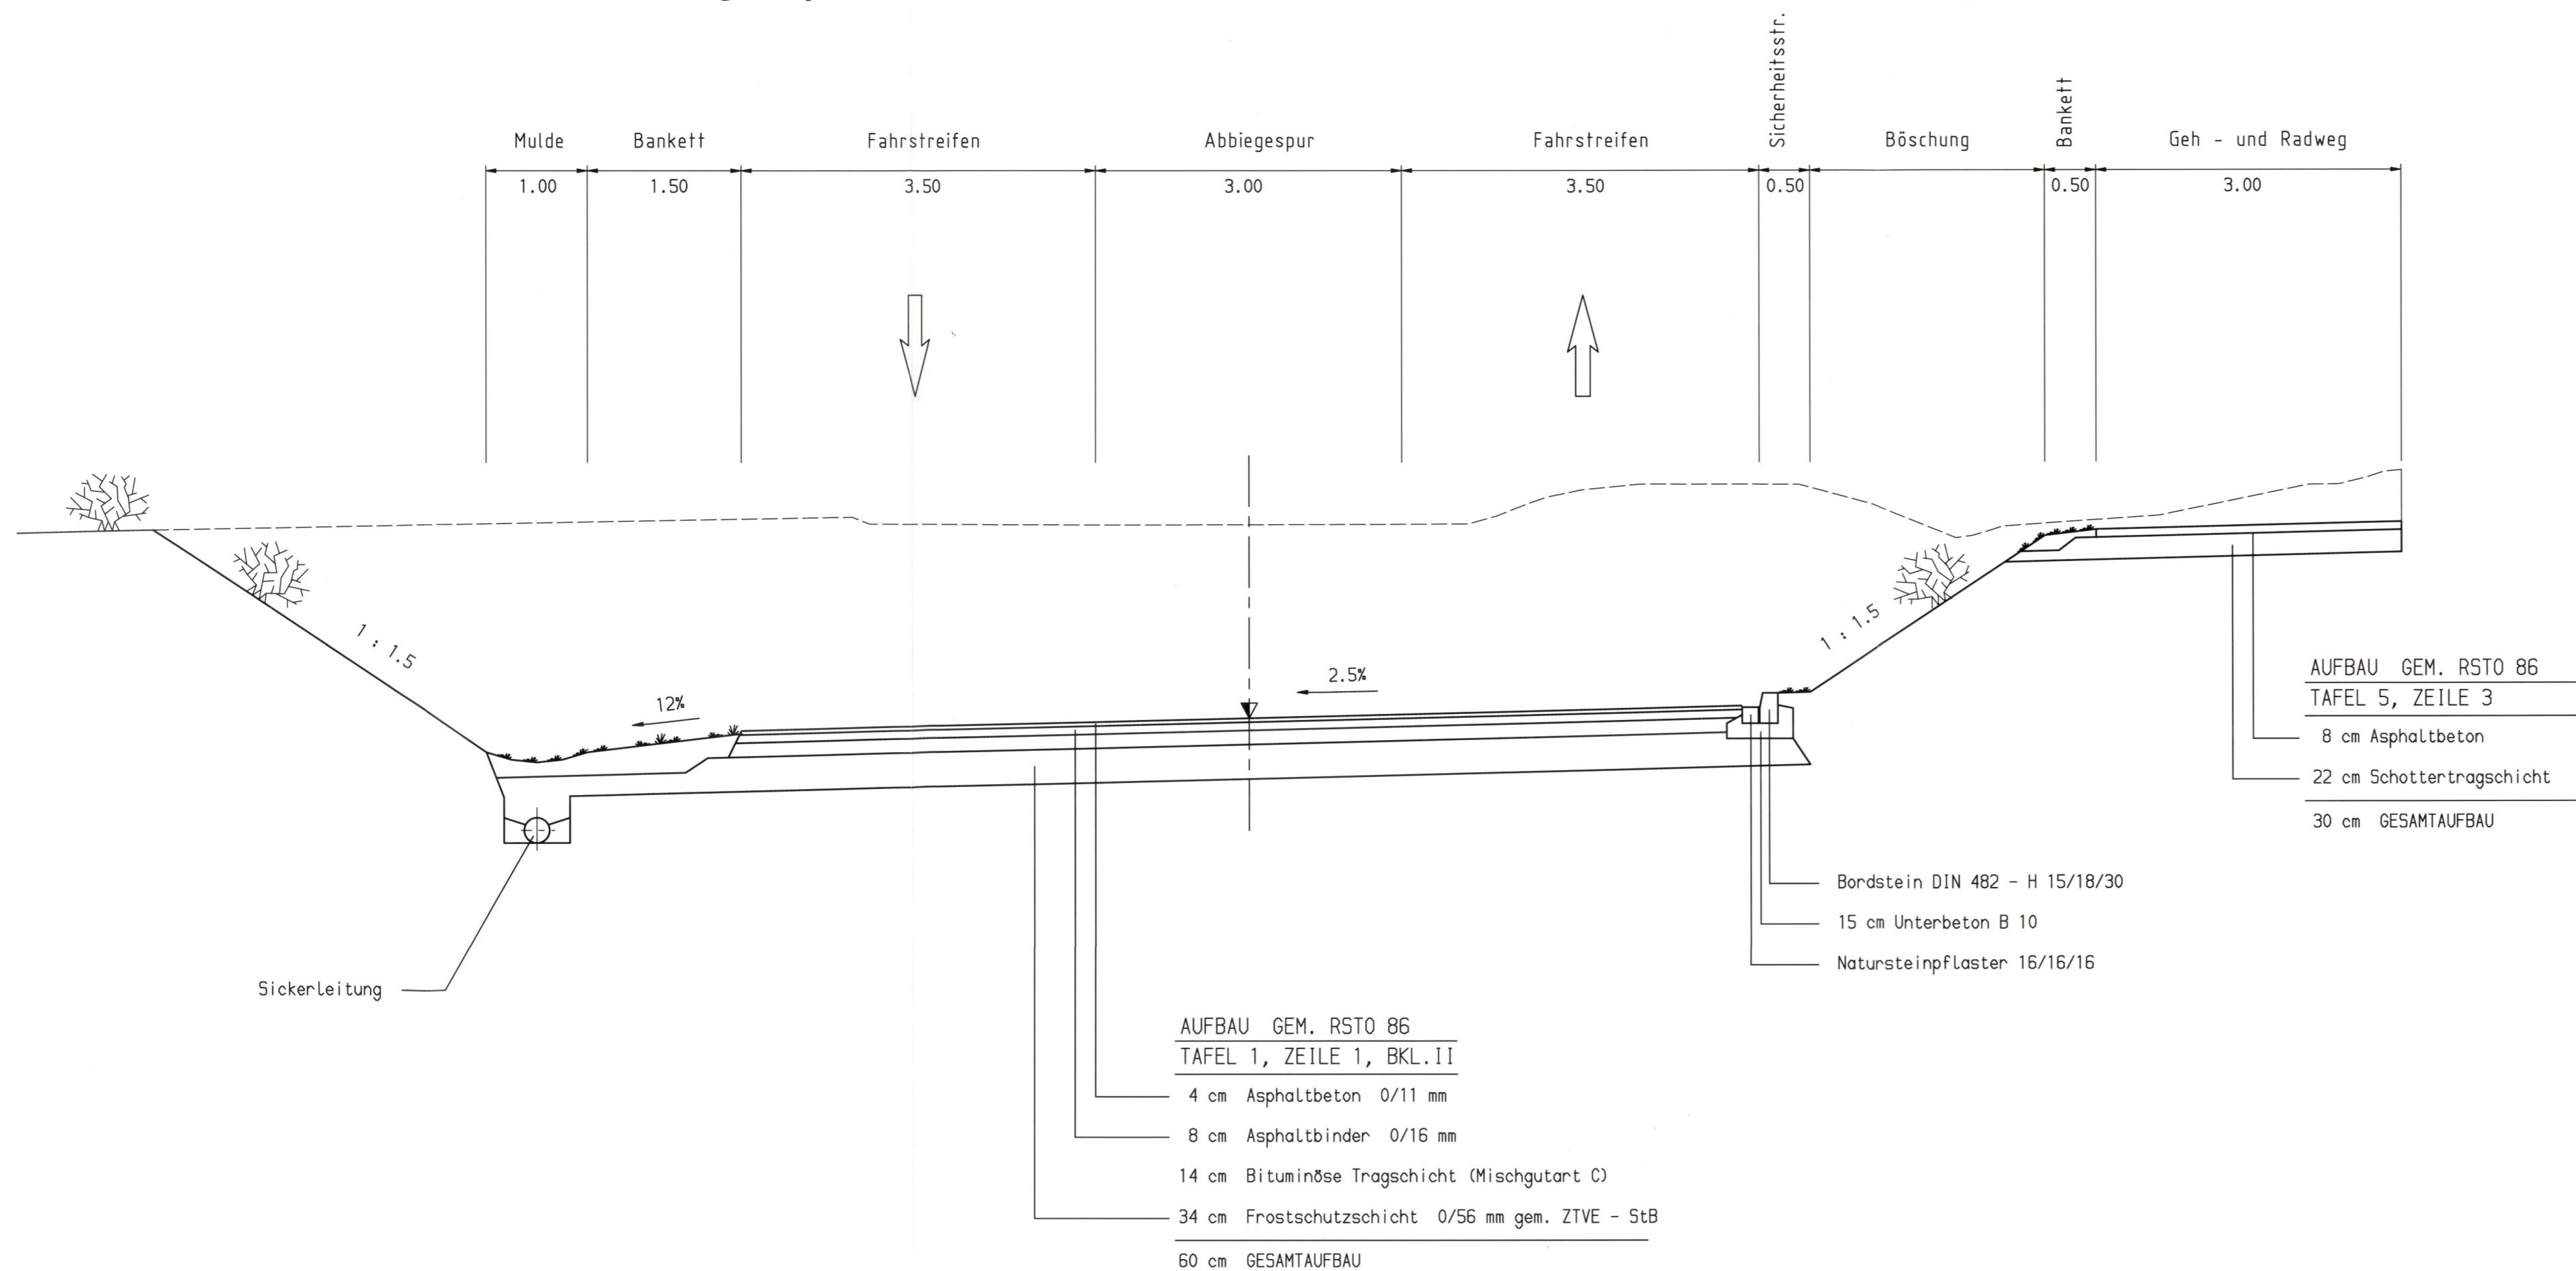 Sicherheitsstr.
Bankett
Mulde
Bankett
Fahrstreifen
Abbiegespur
Fahrstreifen
Böschung
Geh - und Radweg
1.00
1.50
3.50
3.00
3.50
0.50
0.50
3.00
1 : 1.5
1 : 1.5
12%
2.5%
AUFBAU GEM. RSTO 86
TAFEL 5, ZEILE 3
8 cm Asphaltbeton
22 cm Schottertragschicht
30 cm GESAMTAUFBAU
Bordstein DIN 482 - H 15/18/30
15 cm Unterbeton B 10
Natursteinpflaster 16/16/16
Sickerleitung
AUFBAU GEM. RSTO 86
TAFEL 1, ZEILE 1, BKL.II
4 cm Asphaltbeton 0/11 mm
8 cm Asphaltbinder 0/16 mm
14 cm Bituminöse Tragschicht (Mischgutart C)
34 cm Frostschutzschicht 0/56 mm gem. ZTVE - StB
60 cm GESAMTAUFBAU